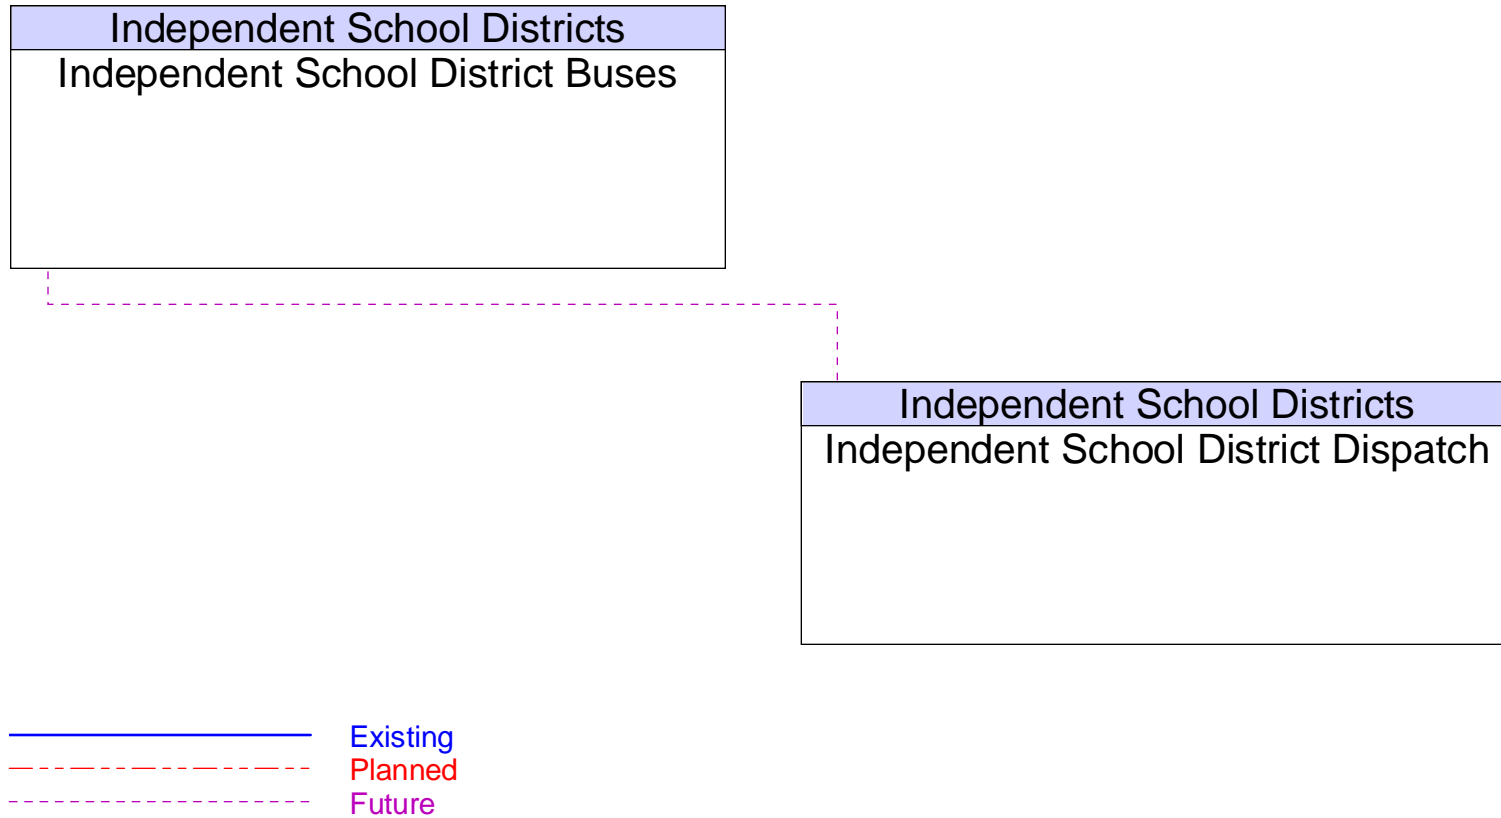 Independent School Districts
Independent School District Buses
Independent School Districts
Independent School District Dispatch
Existing
Planned
Future